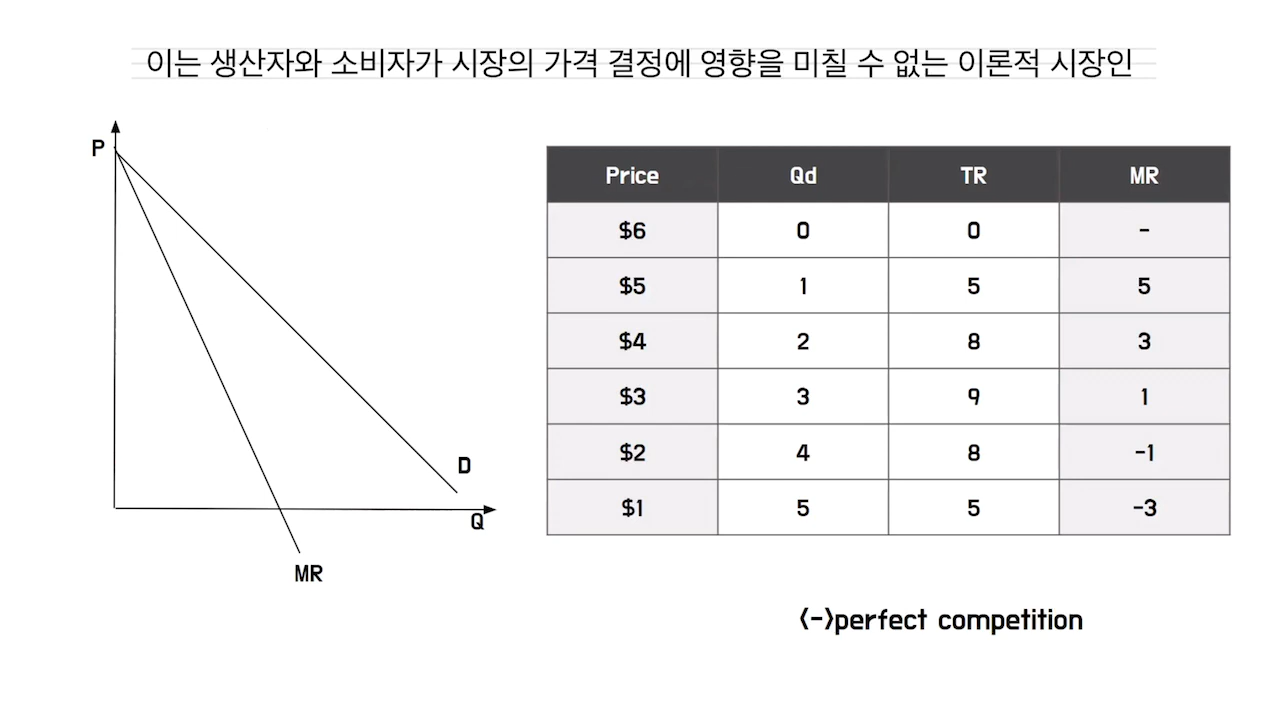 이는 생산자와 소비자가 시장의 가격 결정에 영향을 미칠 수 없는 이론적 시장인
P
D
Q
MR
Price Qd TR MR
$6 0 0 -
$5 1 5 5
$4 2 8 3
$3 3 9 1
$2 4 8 -1
$1 5 5 -3
<->perfect competition